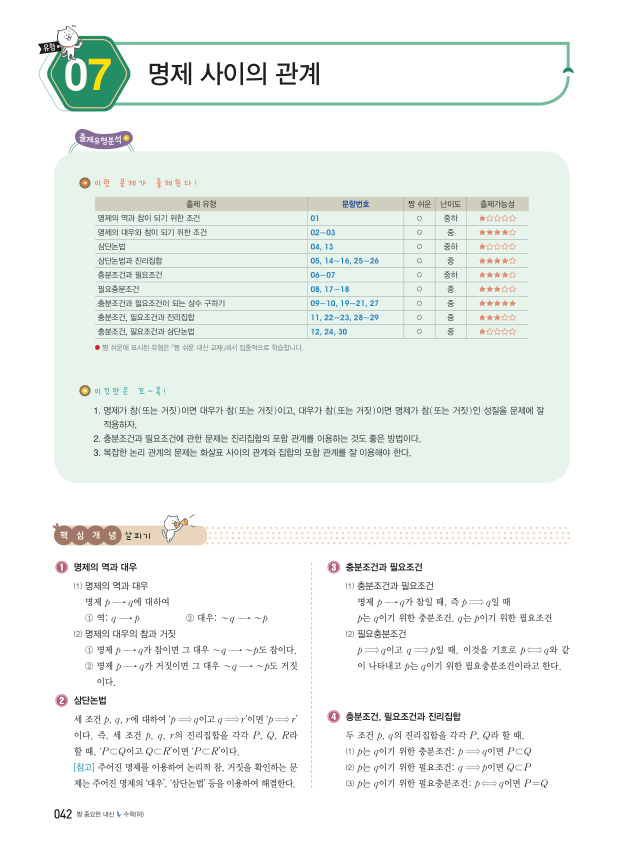 유형
07
명제 사이의 관계
출제유형분석
이런 문제가 출제된다!
출제 유형 문항번호 짱 쉬운 난이도 출제가능성
명제의 역과 참이 되기 위한 조건 01 ○ 중하 ★☆☆☆☆
명제의 대우와 참이 되기 위한 조건 02~03 ○ 중 ★★★★☆
삼단논법 04, 13 ○ 중하 ★☆☆☆☆
삼단논법과 진리집합 05, 14~16, 25~26 ○ 중 ★★★★☆
충분조건과 필요조건 06~07 ○ 중하 ★★★★☆
필요충분조건 08, 17~18 ○ 중 ★★★☆☆
충분조건과 필요조건이 되는 상수 구하기 09~10, 19~21, 27 ○ 중 ★★★★★
충분조건, 필요조건과 진리집합 11, 22~23, 28~29 ○ 중 ★★★☆☆
충분조건, 필요조건과 삼단논법 12, 24, 30 ○ 중 ★☆☆☆☆
● 짱 쉬운에 표시된 유형은 「짱 쉬운 내신 교재」에서 집중적으로 학습합니다.
이것만은 꼬~옥!
1. 명제가 참(또는 거짓)이면 대우가 참(또는 거짓)이고, 대우가 참(또는 거짓)이면 명제가 참(또는 거짓)인 성질을 문제에 잘
적용하자.
2. 충분조건과 필요조건에 관한 문제는 진리집합의 포함 관계를 이용하는 것도 좋은 방법이다.
3. 복잡한 논리 관계의 문제는 화살표 사이의 관계와 집합의 포함 관계를 잘 이용해야 한다.
핵심개념 살피기
1 명제의 역과 대우
⑴ 명제의 역과 대우
명제 p ⟶ q에 대하여
① 역: q ⟶ p ② 대우: ~q ⟶ ~p
⑵ 명제의 대우의 참과 거짓
① 명제 p ⟶ q가 참이면 그 대우 ~q ⟶ ~p도 참이다.
② 명제 p ⟶ q가 거짓이면 그 대우 ~q ⟶ ~p도 거짓
이다.
2 삼단논법
세 조건 p, q, r에 대하여 ‘p ⟹ q이고 q ⟹ r’이면 ‘p ⟹ r’
이다. 즉, 세 조건 p, q, r의 진리집합을 각각 P, Q, R라
할 때, ‘P⊂Q이고 Q⊂R’이면 ‘P⊂R’이다.
[참고] 주어진 명제를 이용하여 논리적 참, 거짓을 확인하는 문
제는 주어진 명제의 ‘대우’, ‘삼단논법’ 등을 이용하여 해결한다.
3 충분조건과 필요조건
⑴ 충분조건과 필요조건
명제 p ⟶ q가 참일 때, 즉 p ⟹ q일 때
p는 q이기 위한 충분조건, q는 p이기 위한 필요조건
⑵ 필요충분조건
p ⟹ q이고 q ⟹ p일 때, 이것을 기호로 p ⟺ q와 같
이 나타내고 p는 q이기 위한 필요충분조건이라고 한다.
4 충분조건, 필요조건과 진리집합
두 조건 p, q의 진리집합을 각각 P, Q라 할 때,
⑴ p는 q이기 위한 충분조건: p ⟹ q이면 P⊂Q
⑵ p는 q이기 위한 필요조건: q ⟹ p이면 Q⊂P
⑶ p는 q이기 위한 필요충분조건: p ⟺ q이면 P=Q
042 짱 중요한 내신 수학(하)